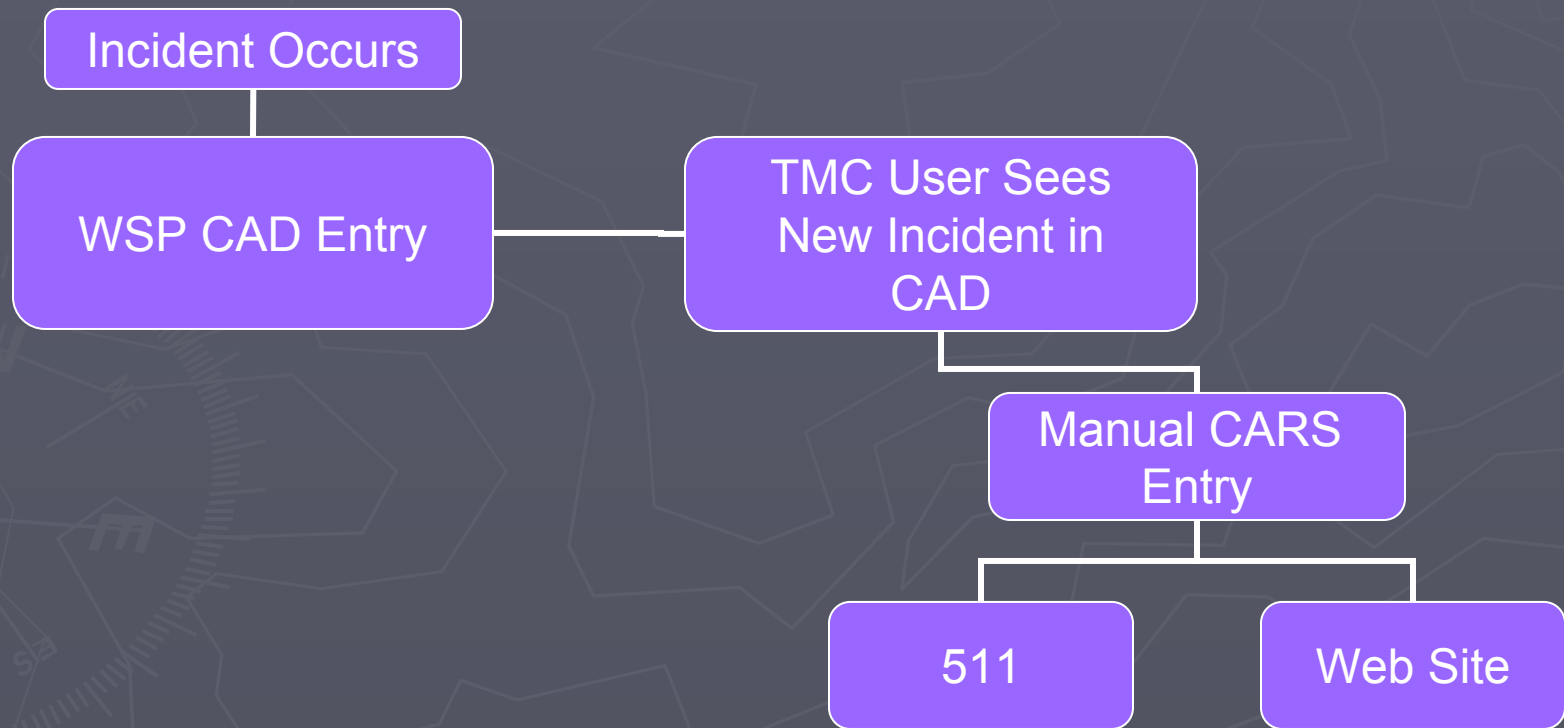 Incident Occurs
WSP CAD Entry
TMC User Sees
New Incident in
CAD
Manual CARS
Entry
511
Web Site
E